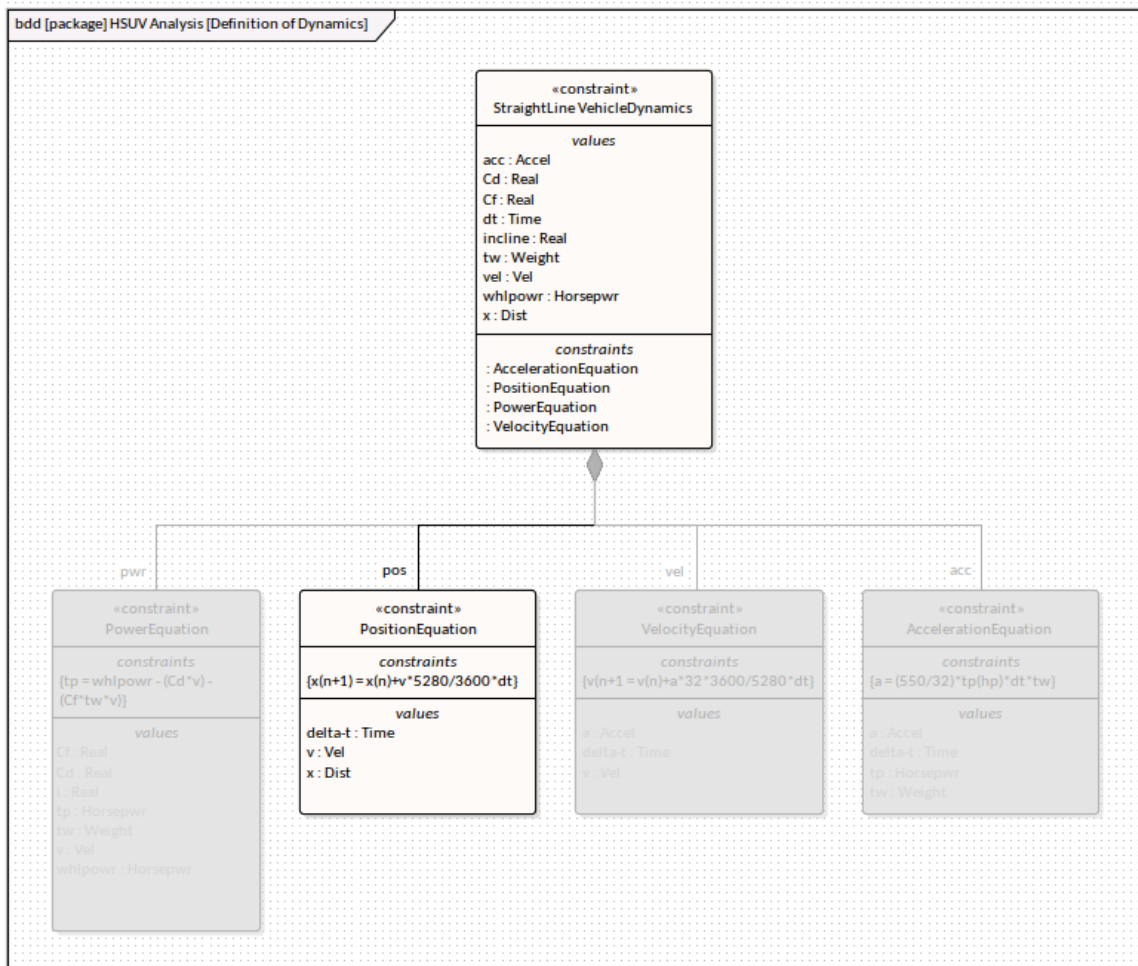 bdd [package] HSUV Analysis [Definition of Dynamics]
«constraint»
StraightLineVehicleDynamics
values
acc : Accel
Cd : Real
Cf : Real
dt : Time
incline : Real
tw : Weight
vel : Vel
whlpowr : Horsepwr
x : Dist
constraints
: AccelerationEquation
: PositionEquation
: PowerEquation
: VelocityEquation
pwr
pos
vel
acc
«constraint»
PowerEquation
constraints
{tp = whlpowr - (Cd*v) -
(Cf*tw*v)}
values
Cf : Real
Cd : Real
i : Real
tp : Horsepwr
tw : Weight
v : Vel
whlpowr : Horsepwr
«constraint»
PositionEquation
constraints
{x(n+1) = x(n)+v*5280/3600*dt}
values
delta-t : Time
v : Vel
x : Dist
«constraint»
VelocityEquation
constraints
{v(n+1 = v(n)+a*32*3600/5280*dt}
values
a : Accel
delta-t : Time
v : Vel
«constraint»
AccelerationEquation
constraints
{a = (550/32)*tp(hp)*dt*tw}
values
a : Accel
delta-t : Time
tp : Horsepwr
tw : Weight